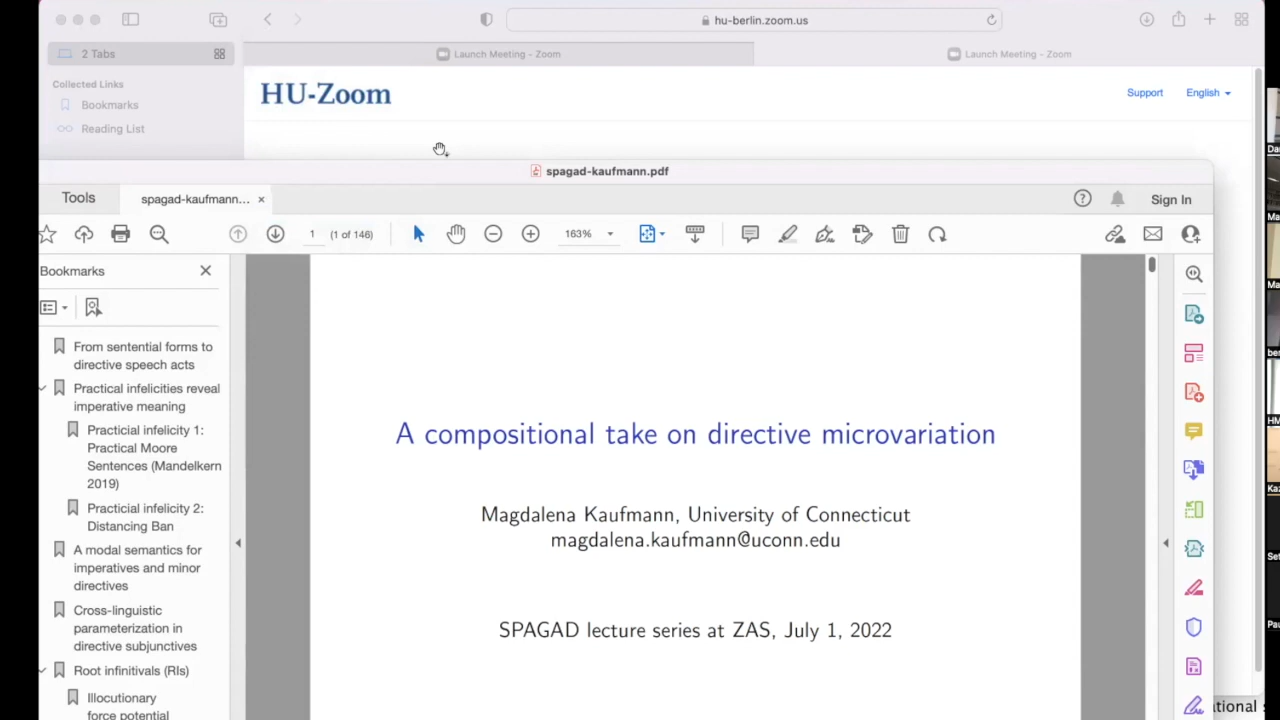 hu-berlin.zoom.us
2 Tabs
Launch Meeting - Zoom
Launch Meeting - Zoom
Collected Links
Bookmarks
Reading List
HU-Zoom
Support
English
spagad-kaufmann.pdf
Tools
spagad-kaufmann...
Sign In
1
(1 of 146)
163%
Bookmarks
From sentential forms to
directive speech acts
Practical infelicities reveal
imperative meaning
Practicial infelicity 1:
Practical Moore
Sentences (Mandelkern
2019)
Practicial infelicity 2:
Distancing Ban
A modal semantics for
imperatives and minor
directives
Cross-linguistic
parameterization in
directive subjunctives
Root infinitivals (RIs)
Illocutionary
force potential
A compositional take on directive microvariation
Magdalena Kaufmann, University of Connecticut
magdalena.kaufmann@uconn.edu
SPAGAD lecture series at ZAS, July 1, 2022